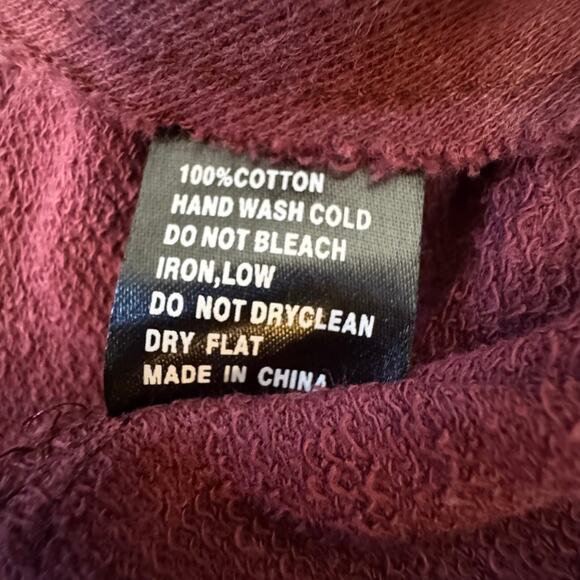 100%COTTON
HAND WASH COLD
DO NOT BLEACH
IRON,LOW
DO NOT DRYCLEAN
DRY FLAT
MADE IN CHINA